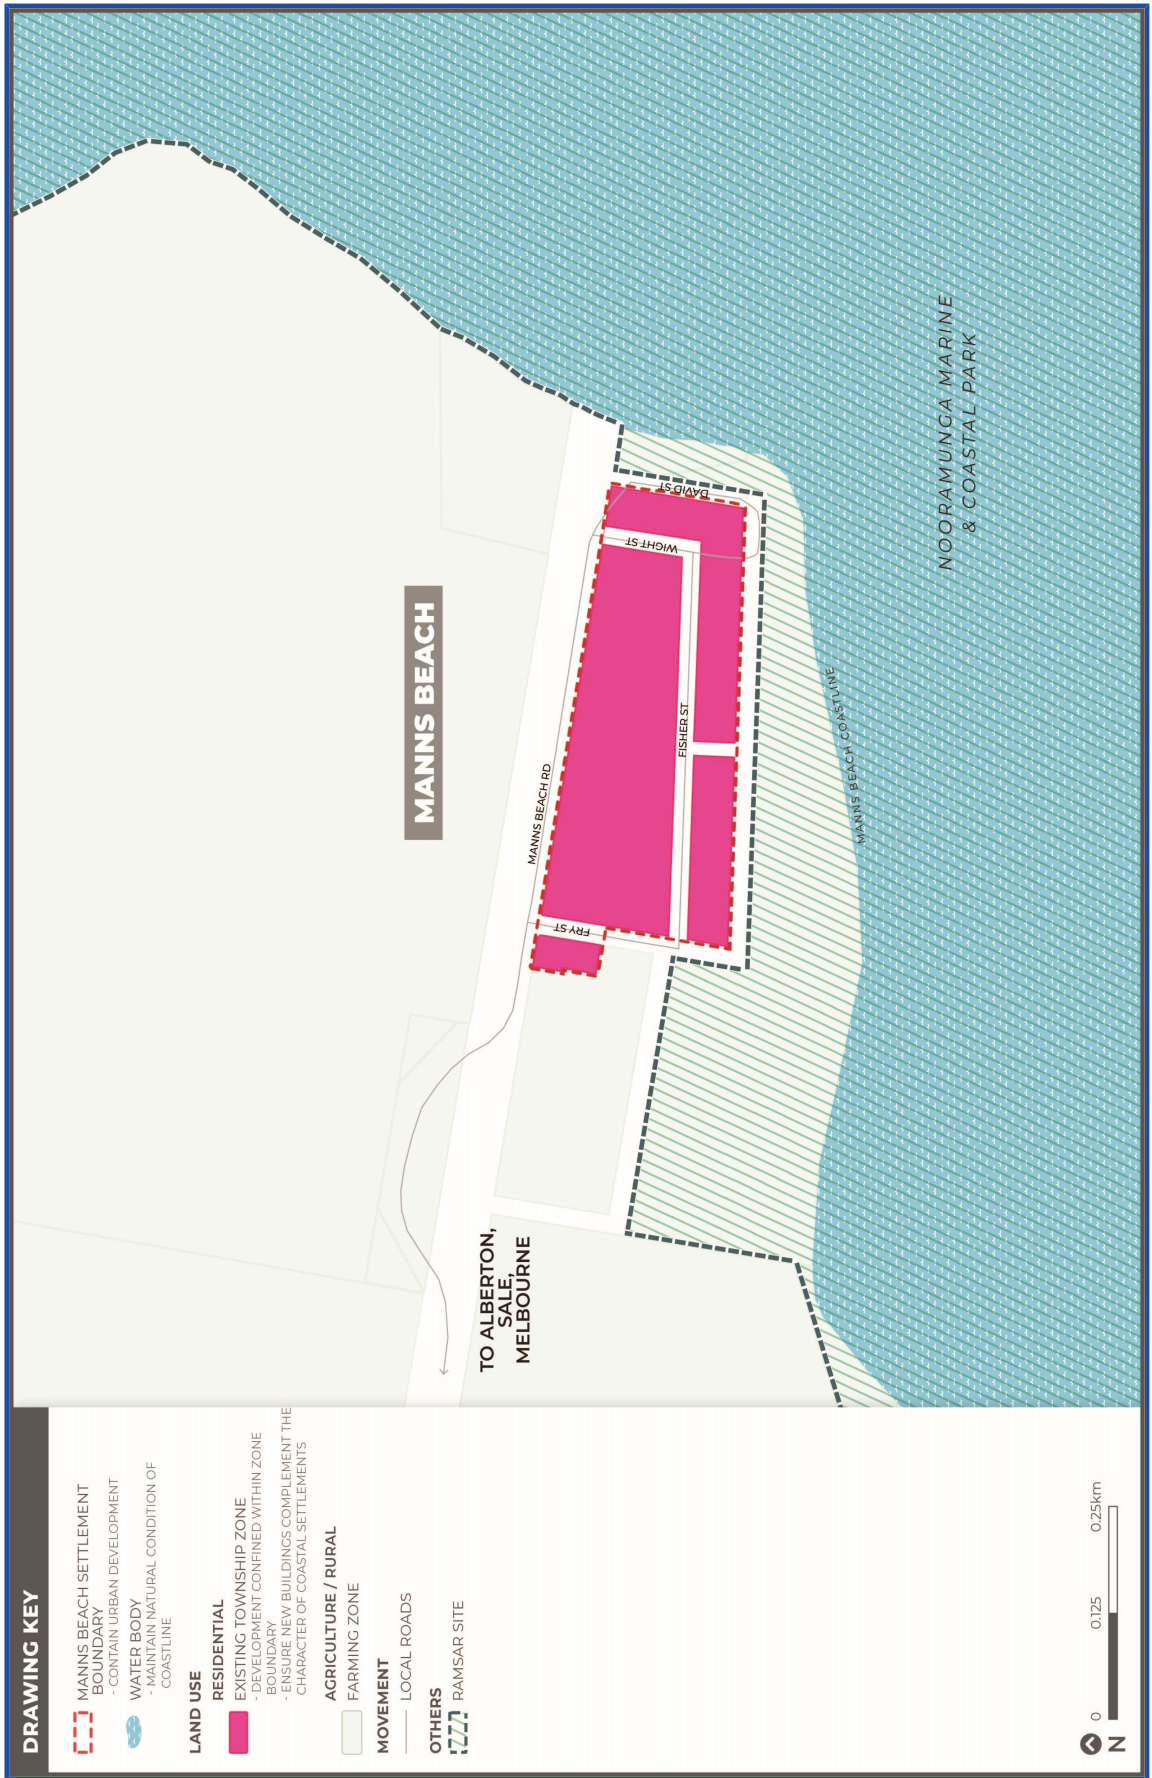 DRAWING KEY
MANNS BEACH SETTLEMENT
BOUNDARY
- CONTAIN URBAN DEVELOPMENT
WATER BODY
- MAINTAIN NATURAL CONDITION OF
COASTLINE
LAND USE
RESIDENTIAL
EXISTING TOWNSHIP ZONE
- DEVELOPMENT CONFINED WITHIN ZONE
BOUNDARY
- ENSURE NEW BUILDINGS COMPLEMENT THE
CHARACTER OF COASTAL SETTLEMENTS
AGRICULTURE / RURAL
FARMING ZONE
MOVEMENT
LOCAL ROADS
OTHERS
RAMSAR SITE
N
0
0.125
0.25km
MANNS BEACH
TO ALBERTON,
SALE,
MELBOURNE
MANNS BEACH RD
FRY ST
FISHER ST
WIGHT ST
DAVID ST
MANNS BEACH COASTLINE
NOORAMUNGA MARINE
& COASTAL PARK